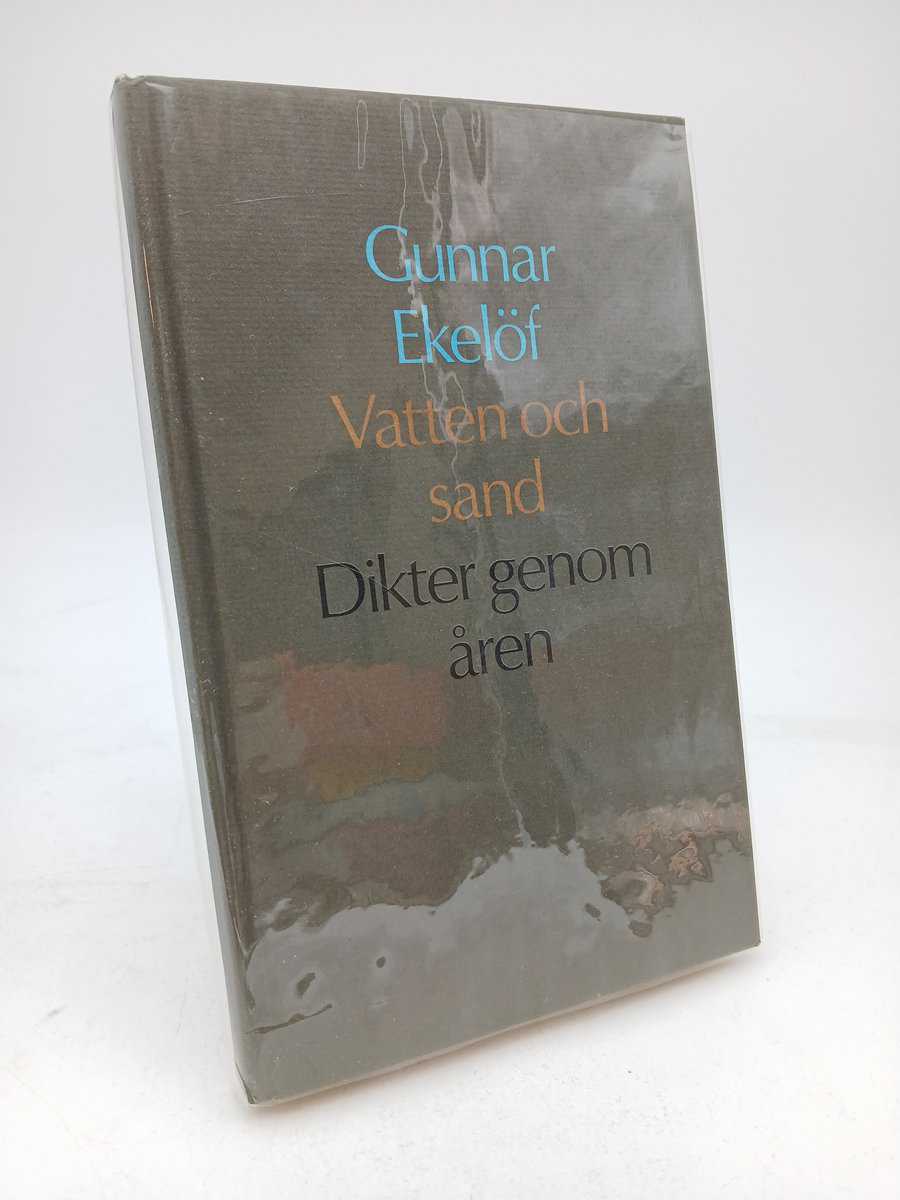 Gunnar
Ekelöf
Vatten och
sand
Dikter genom
åren